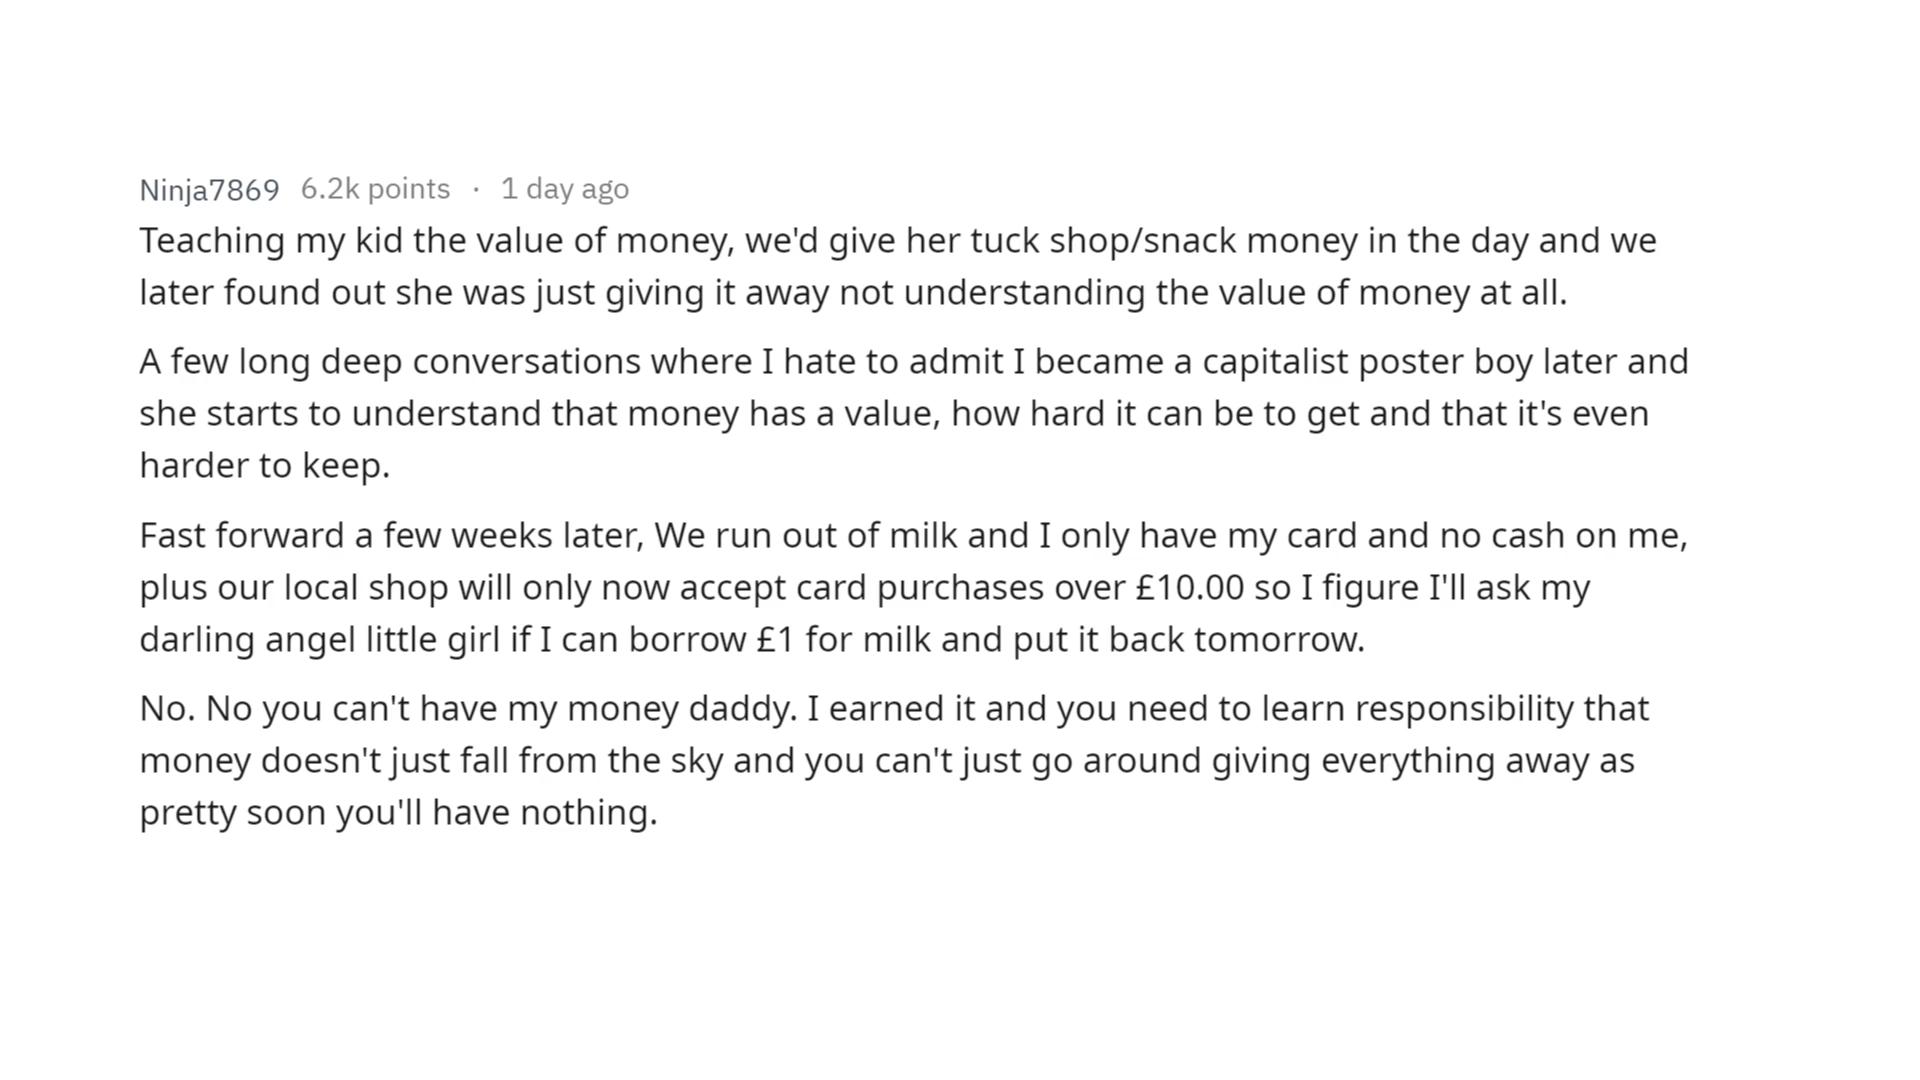 Ninja7869 6.2k points · 1 day ago
Teaching my kid the value of money, we'd give her tuck shop/snack money in the day and we
later found out she was just giving it away not understanding the value of money at all.
A few long deep conversations where I hate to admit I became a capitalist poster boy later and
she starts to understand that money has a value, how hard it can be to get and that it's even
harder to keep.
Fast forward a few weeks later, We run out of milk and I only have my card and no cash on me,
plus our local shop will only now accept card purchases over £10.00 so I figure I'll ask my
darling angel little girl if I can borrow £1 for milk and put it back tomorrow.
No. No you can't have my money daddy. I earned it and you need to learn responsibility that
money doesn't just fall from the sky and you can't just go around giving everything away as
pretty soon you'll have nothing.